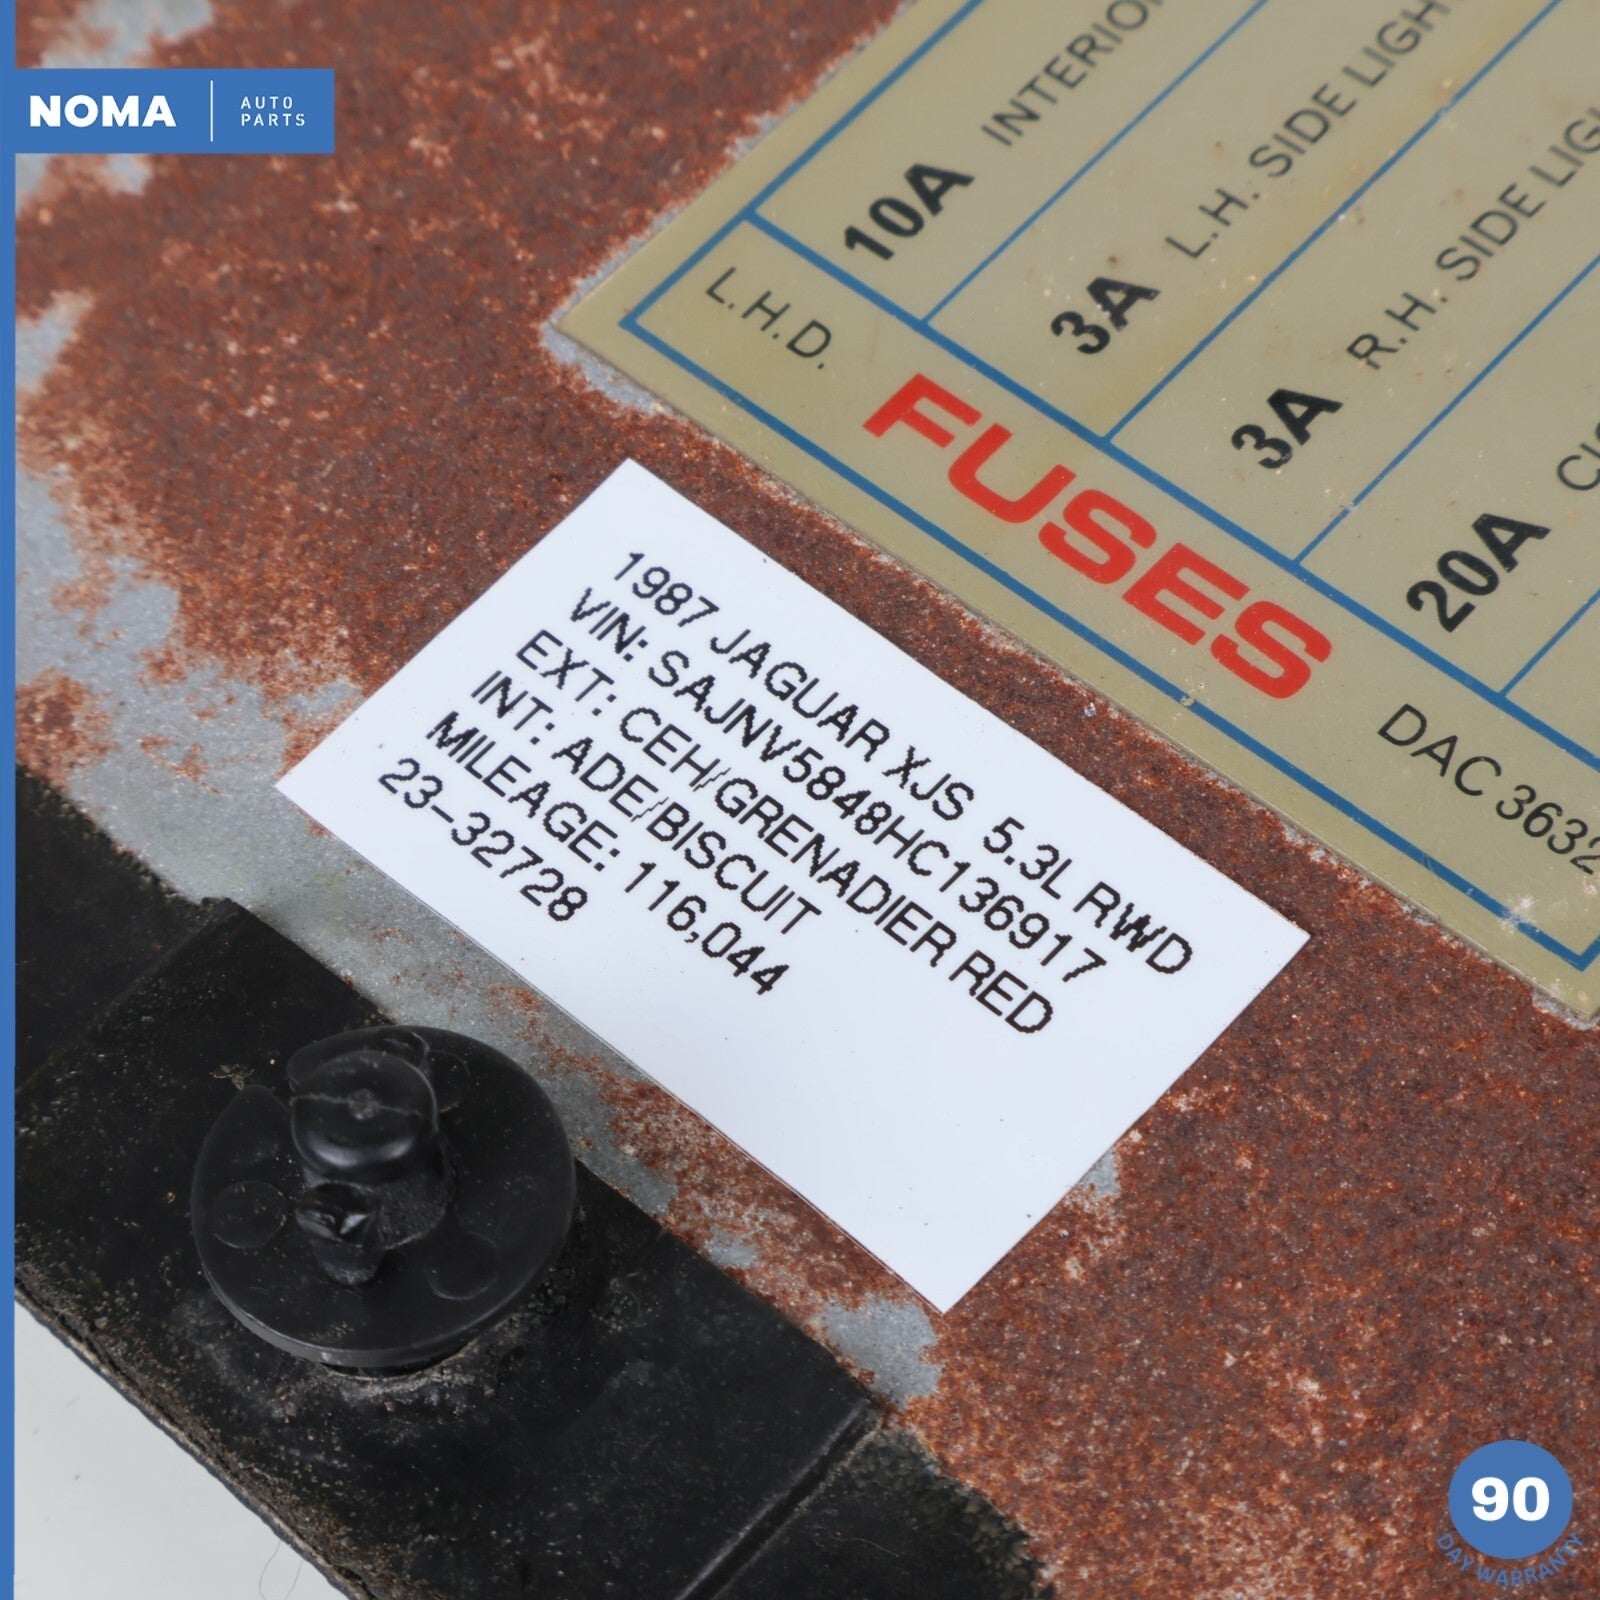 NOMA
AUTO
PARTS
10A INTERIOR
3A L.H. SIDE LIGH
3A R.H. SIDE LIG
20A
L.H.D.
FUSES
DAC 3632
1987 JAGUAR XJS 5.3L RWD
VIN: SAJNV5848HC136917
EXT: CEH/GRENADIER RED
INT: ADE/BISCUIT
MILEAGE: 116,044
23-32728
90
DAY WARRANTY